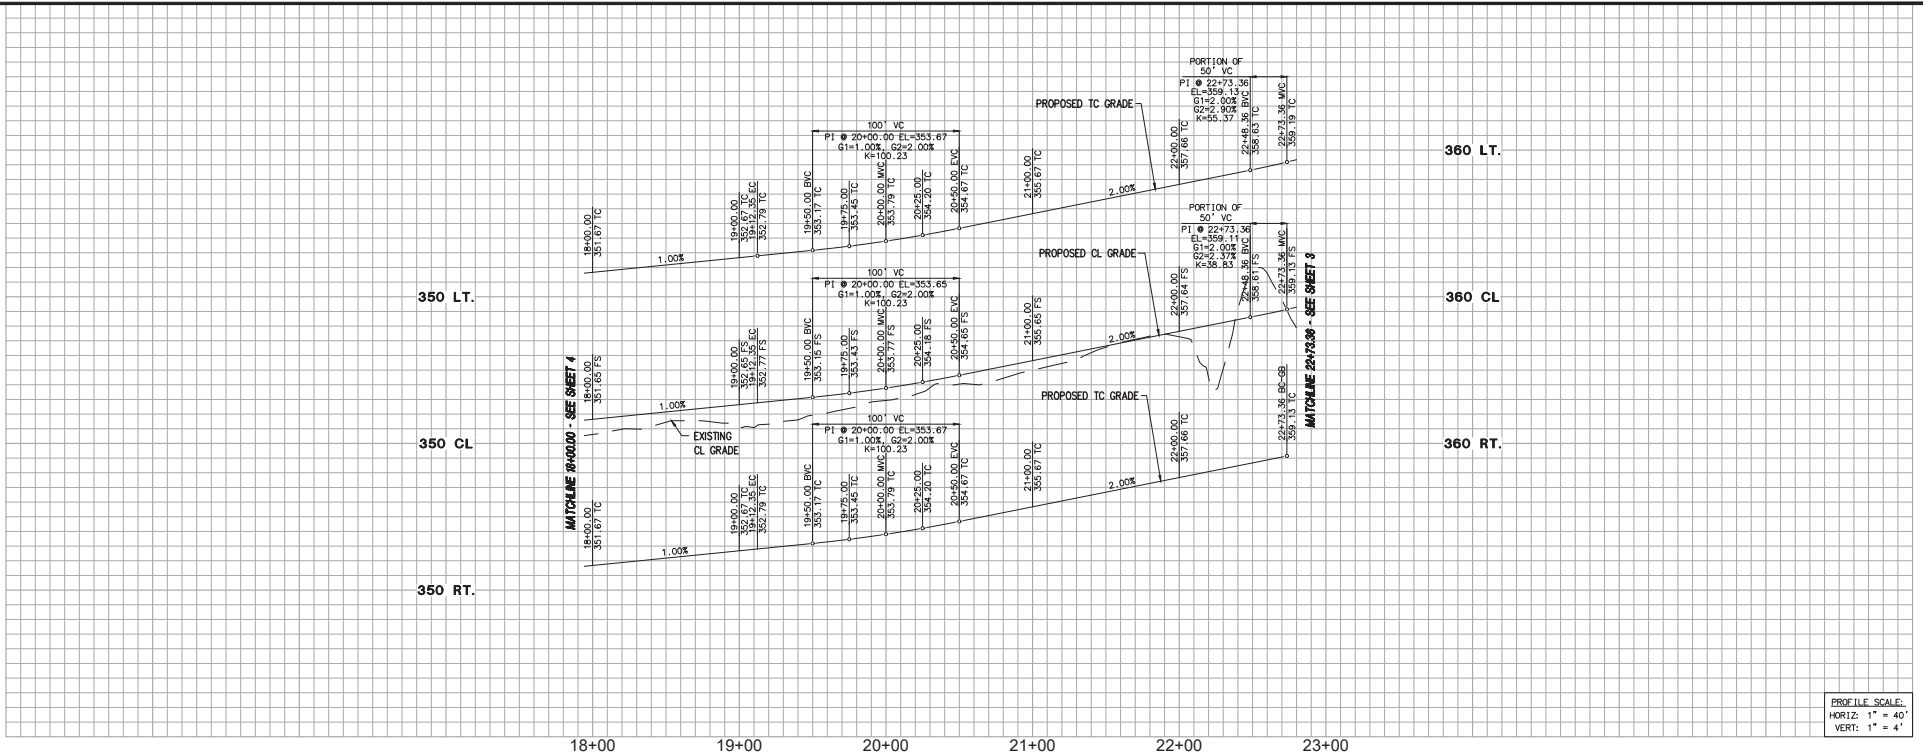 PORTION OF
50' VC
PI @ 22+73.36
EL=359.13
G1=2.00%
G2=2.90%
K=55.37
PROPOSED TC GRADE
100' VC
PI @ 20+00.00 EL=353.67
G1=1.00%, G2=2.00%
K=100.23
18+00.00
351.67 TC
1.00%
19+00.00
352.67 TC
19+12.35 EC
352.79 TC
19+50.00 BVC
353.17 TC
19+75.00
353.45 TC
20+00.00 MVC
353.79 TC
20+25.00
354.20 TC
20+50.00 EVC
354.67 TC
21+00.00
355.67 TC
2.00%
22+00.00
357.66 TC
22+48.36 BVC
358.63 TC
22+73.36 MVC
359.19 TC
360 LT.
350 LT.
PORTION OF
50' VC
PI @ 22+73.36
EL=359.11
G1=2.00%
G2=2.37%
K=38.83
PROPOSED CL GRADE
100' VC
PI @ 20+00.00 EL=353.65
G1=1.00%, G2=2.00%
K=100.23
MATCHLINE 18+00.00 - SEE SHEET 4
18+00.00
351.65 FS
1.00%
19+00.00
352.65 FS
19+12.35 EC
352.77 FS
19+50.00 BVC
353.15 FS
19+75.00
353.43 FS
20+00.00 MVC
353.77 FS
20+25.00
354.18 FS
20+50.00 EVC
354.65 FS
21+00.00
355.65 FS
2.00%
22+00.00
357.64 FS
22+48.36 BVC
358.61 FS
22+73.36 MVC
359.13 FS
MATCHLINE 22+73.36 - SEE SHEET 3
360 CL
350 CL
EXISTING
CL GRADE
PROPOSED TC GRADE
100' VC
PI @ 20+00.00 EL=353.67
G1=1.00%, G2=2.00%
K=100.23
18+00.00
351.67 TC
1.00%
19+00.00
352.67 TC
19+12.35 EC
352.79 TC
19+50.00 BVC
353.17 TC
19+75.00
353.45 TC
20+00.00 MVC
353.79 TC
20+25.00
354.20 TC
20+50.00 EVC
354.67 TC
21+00.00
355.67 TC
2.00%
22+00.00
357.66 TC
22+73.36 BC-GB
359.13 TC
360 RT.
350 RT.
PROFILE SCALE:
HORIZ: 1" = 40'
VERT: 1" = 4'
18+00
19+00
20+00
21+00
22+00
23+00